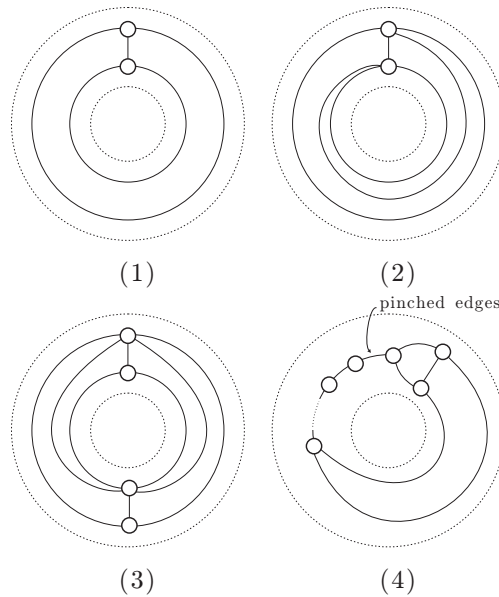 (1)
(2)
pinched edges
(3)
(4)